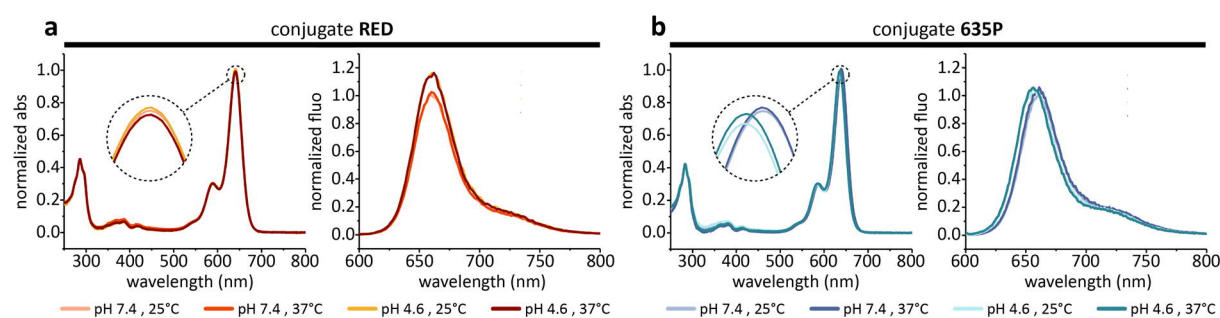 a
conjugate RED
b
conjugate 635P
normalized abs
1.0
0.8
0.6
0.4
0.2
0.0
300 400 500 600 700 800
wavelength (nm)
normalized fluo
1.2
1.0
0.8
0.6
0.4
0.2
0.0
600 650 700 750 800
wavelength (nm)
normalized abs
1.0
0.8
0.6
0.4
0.2
0.0
300 400 500 600 700 800
wavelength (nm)
normalized fluo
1.2
1.0
0.8
0.6
0.4
0.2
0.0
600 650 700 750 800
wavelength (nm)
pH 7.4 , 25°C pH 7.4 , 37°C pH 4.6 , 25°C pH 4.6 , 37°C
pH 7.4 , 25°C pH 7.4 , 37°C pH 4.6 , 25°C pH 4.6 , 37°C